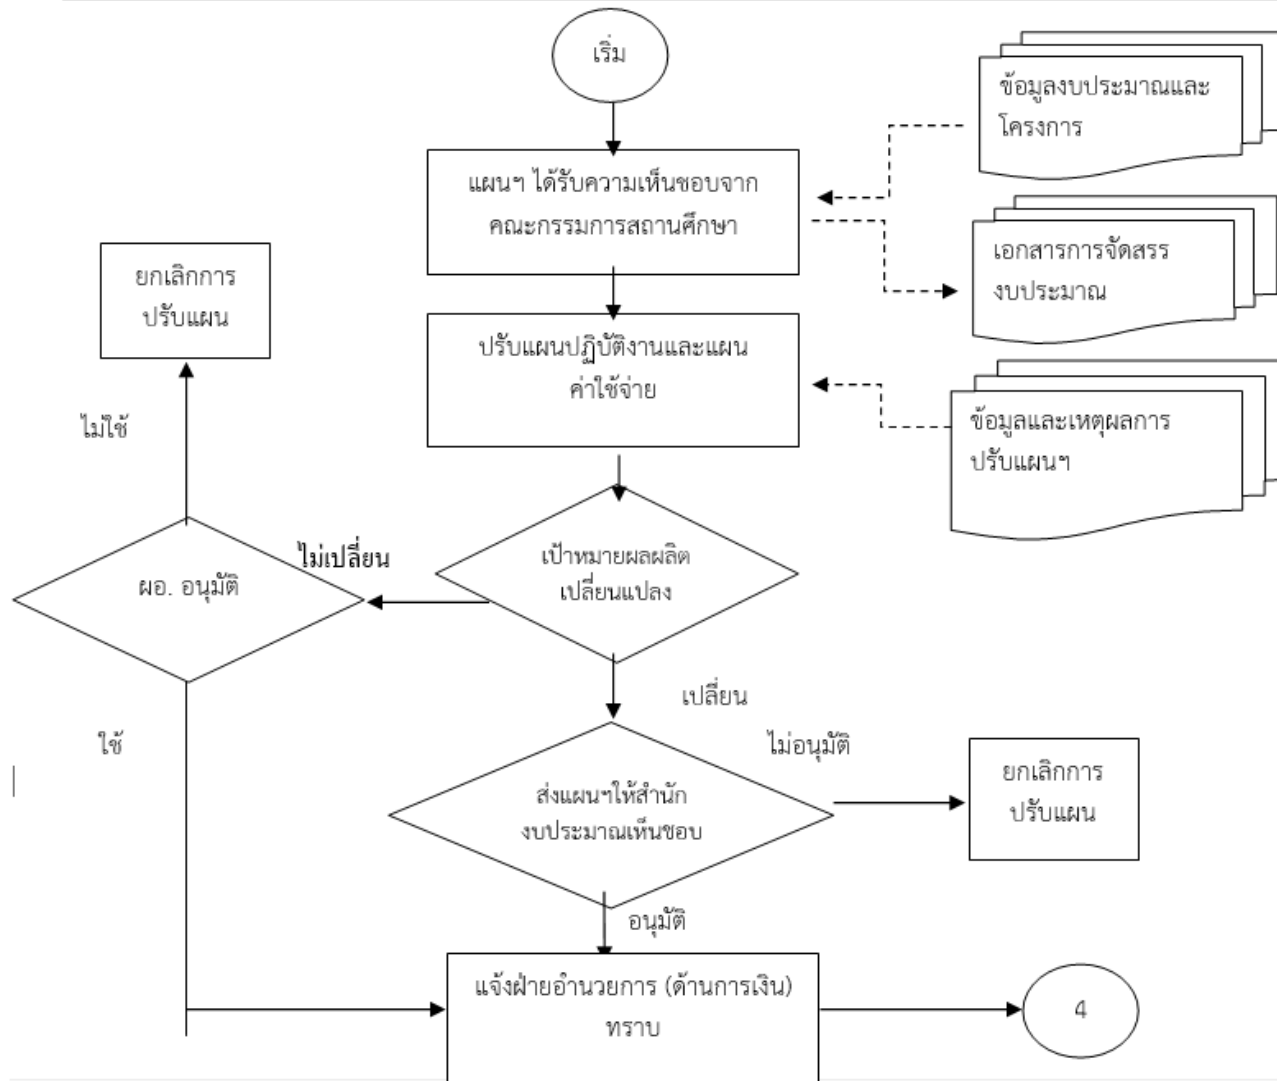 เริ่ม
ข้อมูลงบประมาณและ
โครงการ
แผนฯ ได้รับความเห็นชอบจาก
คณะกรรมการสถานศึกษา
เอกสารการจัดสรร
งบประมาณ
ยกเลิกการ
ปรับแผน
ปรับแผนปฏิบัติงานและแผน
ค่าใช้จ่าย
ข้อมูลและเหตุผลการ
ปรับแผนฯ
ไม่ใช้
เป้าหมายผลผลิต
เปลี่ยนแปลง
ไม่เปลี่ยน
ผอ. อนุมัติ
เปลี่ยน
ใช้
ไม่อนุมัติ
ส่งแผนฯให้สำนัก
งบประมาณเห็นชอบ
ยกเลิกการ
ปรับแผน
อนุมัติ
แจ้งฝ่ายอำนวยการ (ด้านการเงิน)
ทราบ
4